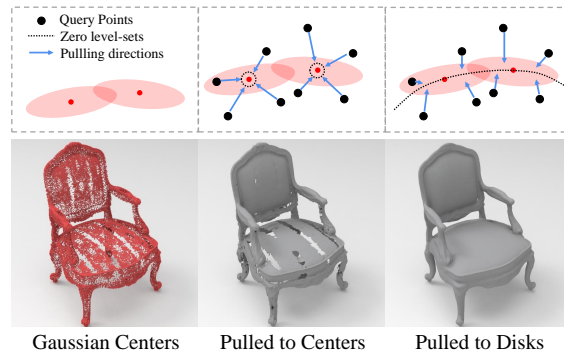 Query Points
Zero level-sets
Pullling directions
Gaussian Centers
Pulled to Centers
Pulled to Disks